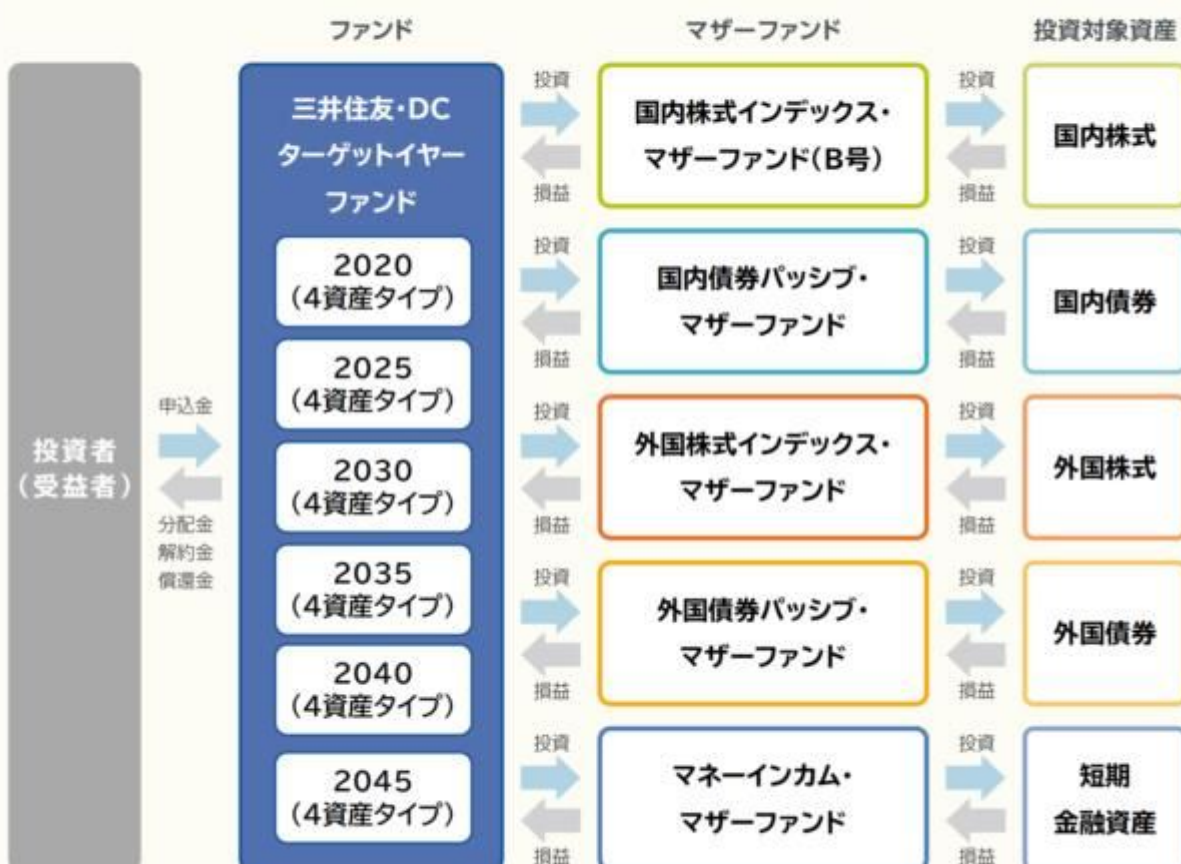 ファンド
マザーファンド
投資対象資産
投資者
（受益者）
申込金
分配金
解約金
償還金
三井住友・DC
ターゲットイヤー
ファンド
2020
（4資産タイプ）
2025
（4資産タイプ）
2030
（4資産タイプ）
2035
（4資産タイプ）
2040
（4資産タイプ）
2045
（4資産タイプ）
投資
損益
国内株式インデックス・
マザーファンド（B号）
投資
損益
国内株式
投資
損益
国内債券パッシブ・
マザーファンド
投資
損益
国内債券
投資
損益
外国株式インデックス・
マザーファンド
投資
損益
外国株式
投資
損益
外国債券パッシブ・
マザーファンド
投資
損益
外国債券
投資
損益
マネーインカム・
マザーファンド
投資
損益
短期
金融資産